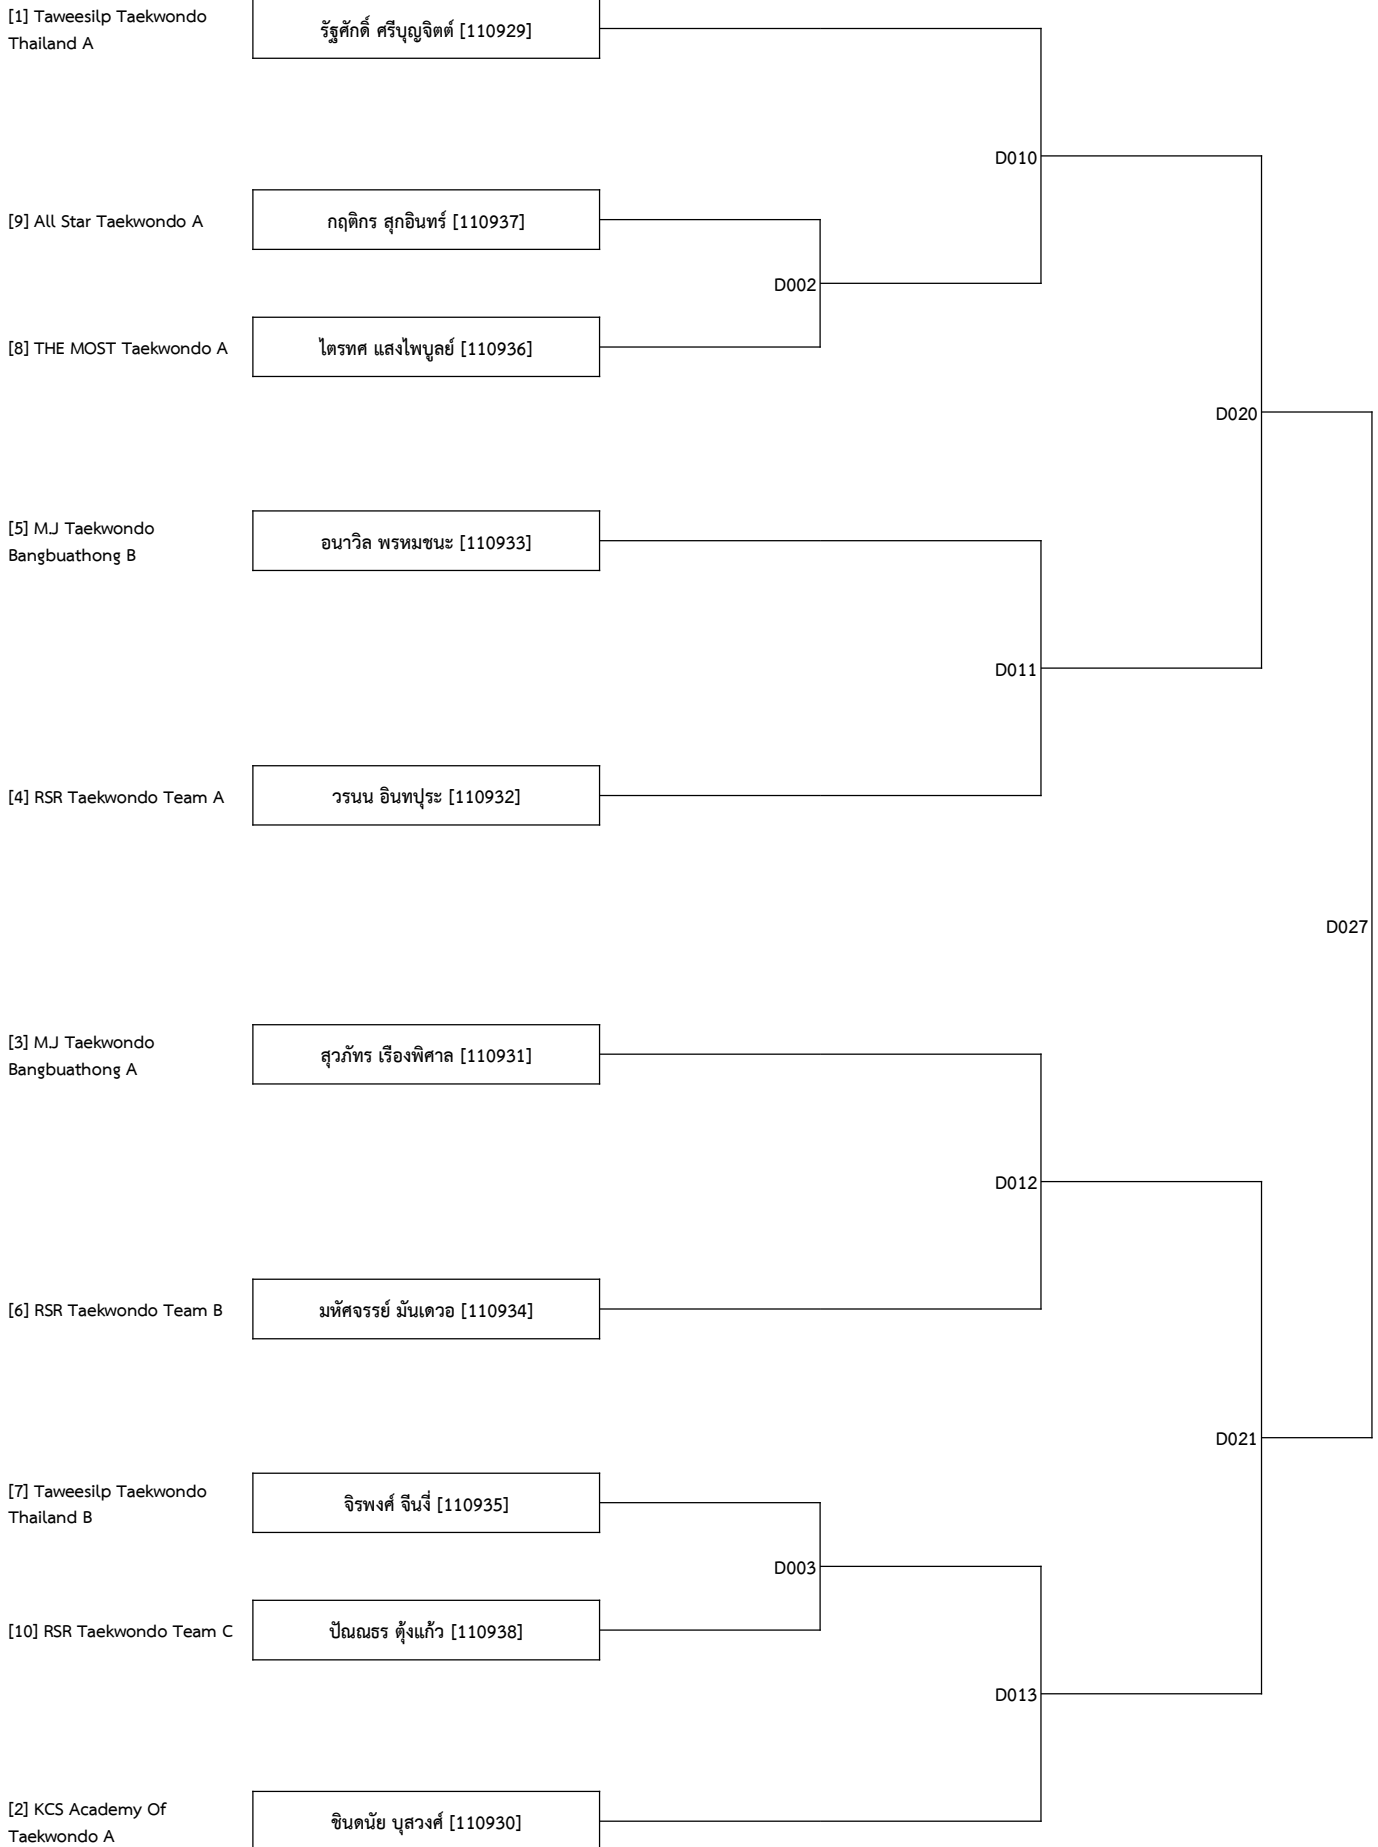 [1] Taweesilp Taekwondo
Thailand A
รัฐศักดิ์ ศรีบุญจิตต์ [110929]
D010
[9] All Star Taekwondo A
กฤติกร สุกอินทร์ [110937]
D002
[8] THE MOST Taekwondo A
ไตรทศ แสงไพบูลย์ [110936]
D020
[5] M.J Taekwondo
Bangbuathong B
อนาวิล พรหมชนะ [110933]
D011
[4] RSR Taekwondo Team A
วรนน อินทปุระ [110932]
D027
[3] M.J Taekwondo
Bangbuathong A
สุวภัทร เรืองพิศาล [110931]
D012
[6] RSR Taekwondo Team B
มหัศจรรย์ มันเดวอ [110934]
D021
[7] Taweesilp Taekwondo
Thailand B
จิรพงศ์ จีนงี่ [110935]
D003
[10] RSR Taekwondo Team C
ปัณณธร ตุ้งแก้ว [110938]
D013
[2] KCS Academy Of
Taekwondo A
ชินดนัย บุสวงศ์ [110930]